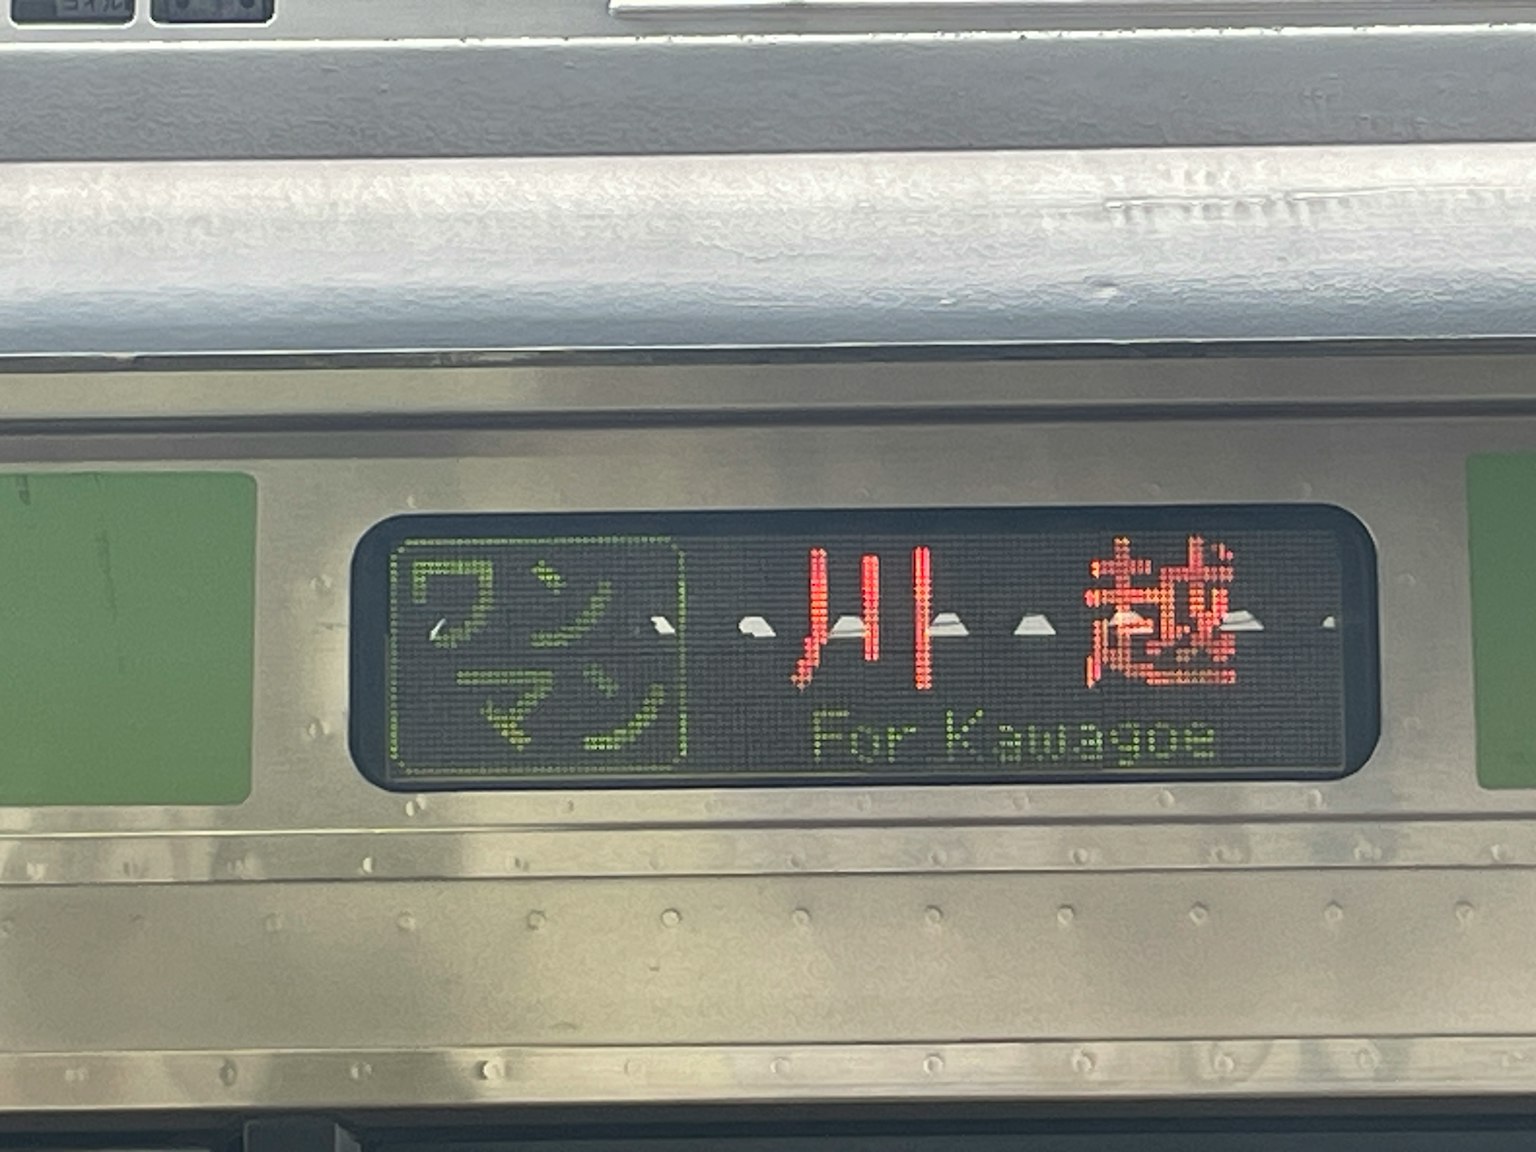 ワン
マン
川越
For Kawagoe